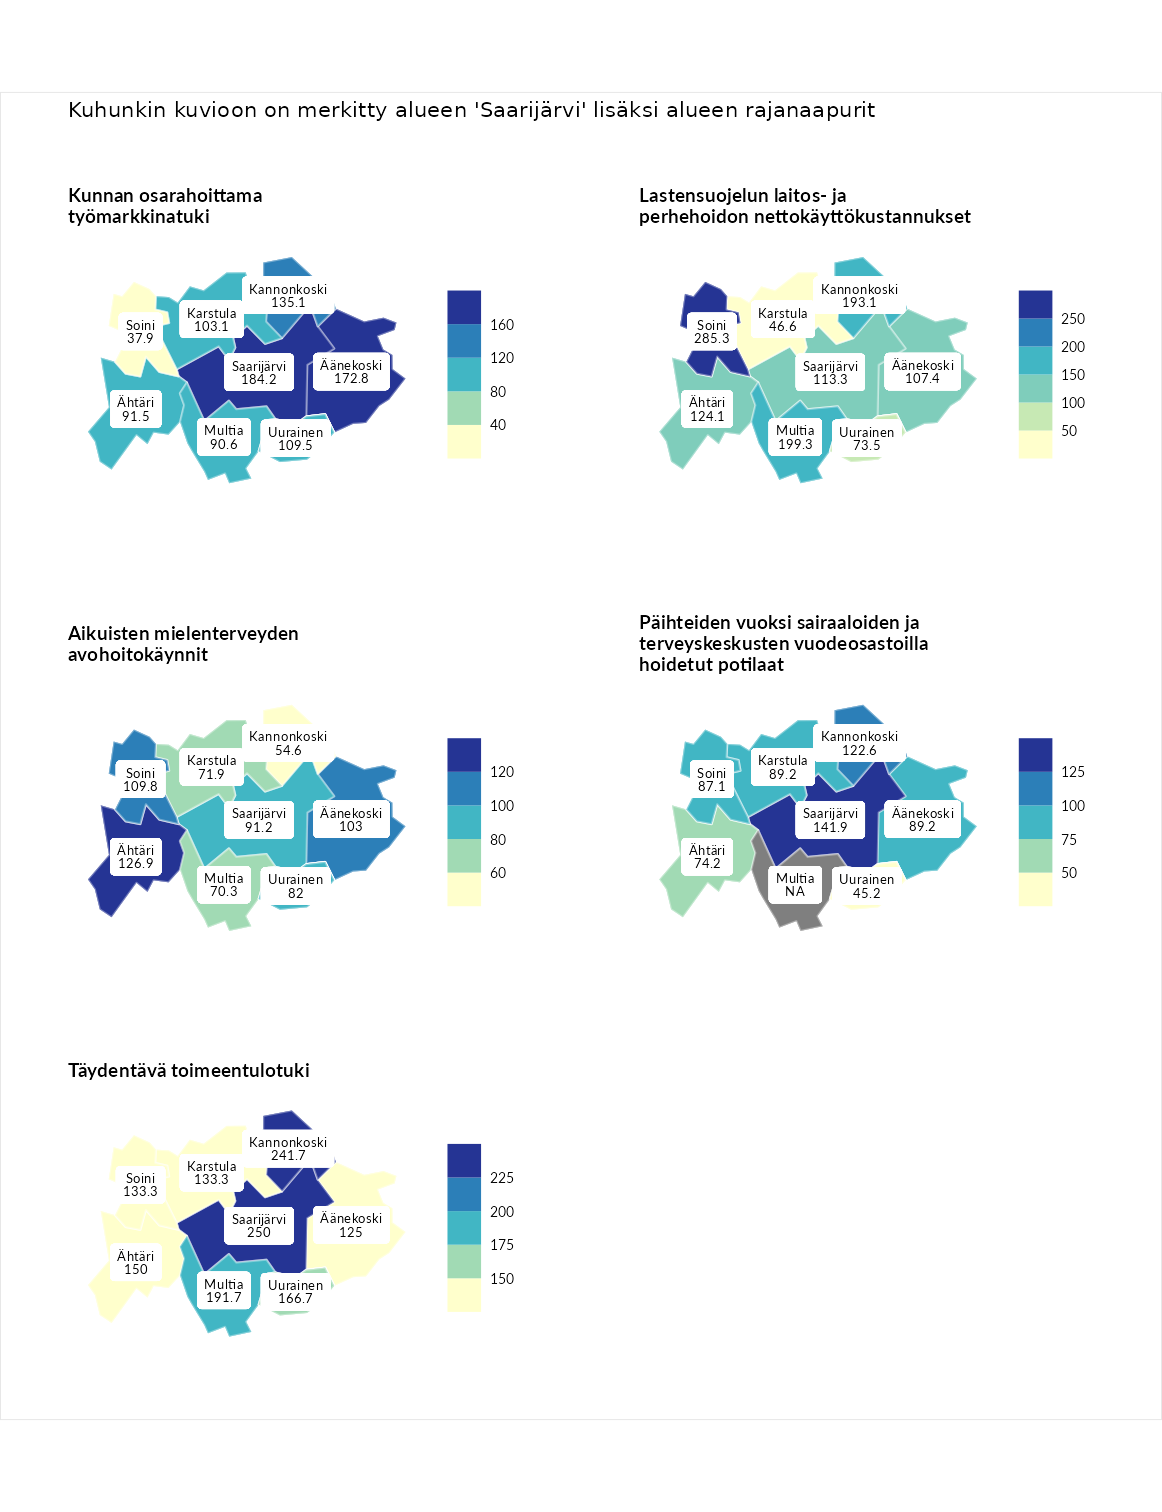 Kuhunkin kuvioon on merkitty alueen 'Saarijärvi' lisäksi alueen rajanaapurit
Kunnan osarahoittama
työmarkkinatuki
Kannonkoski
135.1
Karstula
103.1
Soini
37.9
Saarijärvi
184.2
Äänekoski
172.8
Ähtäri
91.5
Multia
90.6
Uurainen
109.5
160
120
80
40
Lastensuojelun laitos- ja
perhehoidon nettokäyttökustannukset
Kannonkoski
193.1
Karstula
46.6
Soini
285.3
Saarijärvi
113.3
Äänekoski
107.4
Ähtäri
124.1
Multia
199.3
Uurainen
73.5
250
200
150
100
50
Aikuisten mielenterveyden
avohoitokäynnit
Kannonkoski
54.6
Karstula
71.9
Soini
109.8
Saarijärvi
91.2
Äänekoski
103
Ähtäri
126.9
Multia
70.3
Uurainen
82
120
100
80
60
Päihteiden vuoksi sairaaloiden ja
terveyskeskusten vuodeosastoilla
hoidetut potilaat
Kannonkoski
122.6
Karstula
89.2
Soini
87.1
Saarijärvi
141.9
Äänekoski
89.2
Ähtäri
74.2
Multia
NA
Uurainen
45.2
125
100
75
50
Täydentävä toimeentulotuki
Kannonkoski
241.7
Karstula
133.3
Soini
133.3
Saarijärvi
250
Äänekoski
125
Ähtäri
150
Multia
191.7
Uurainen
166.7
225
200
175
150